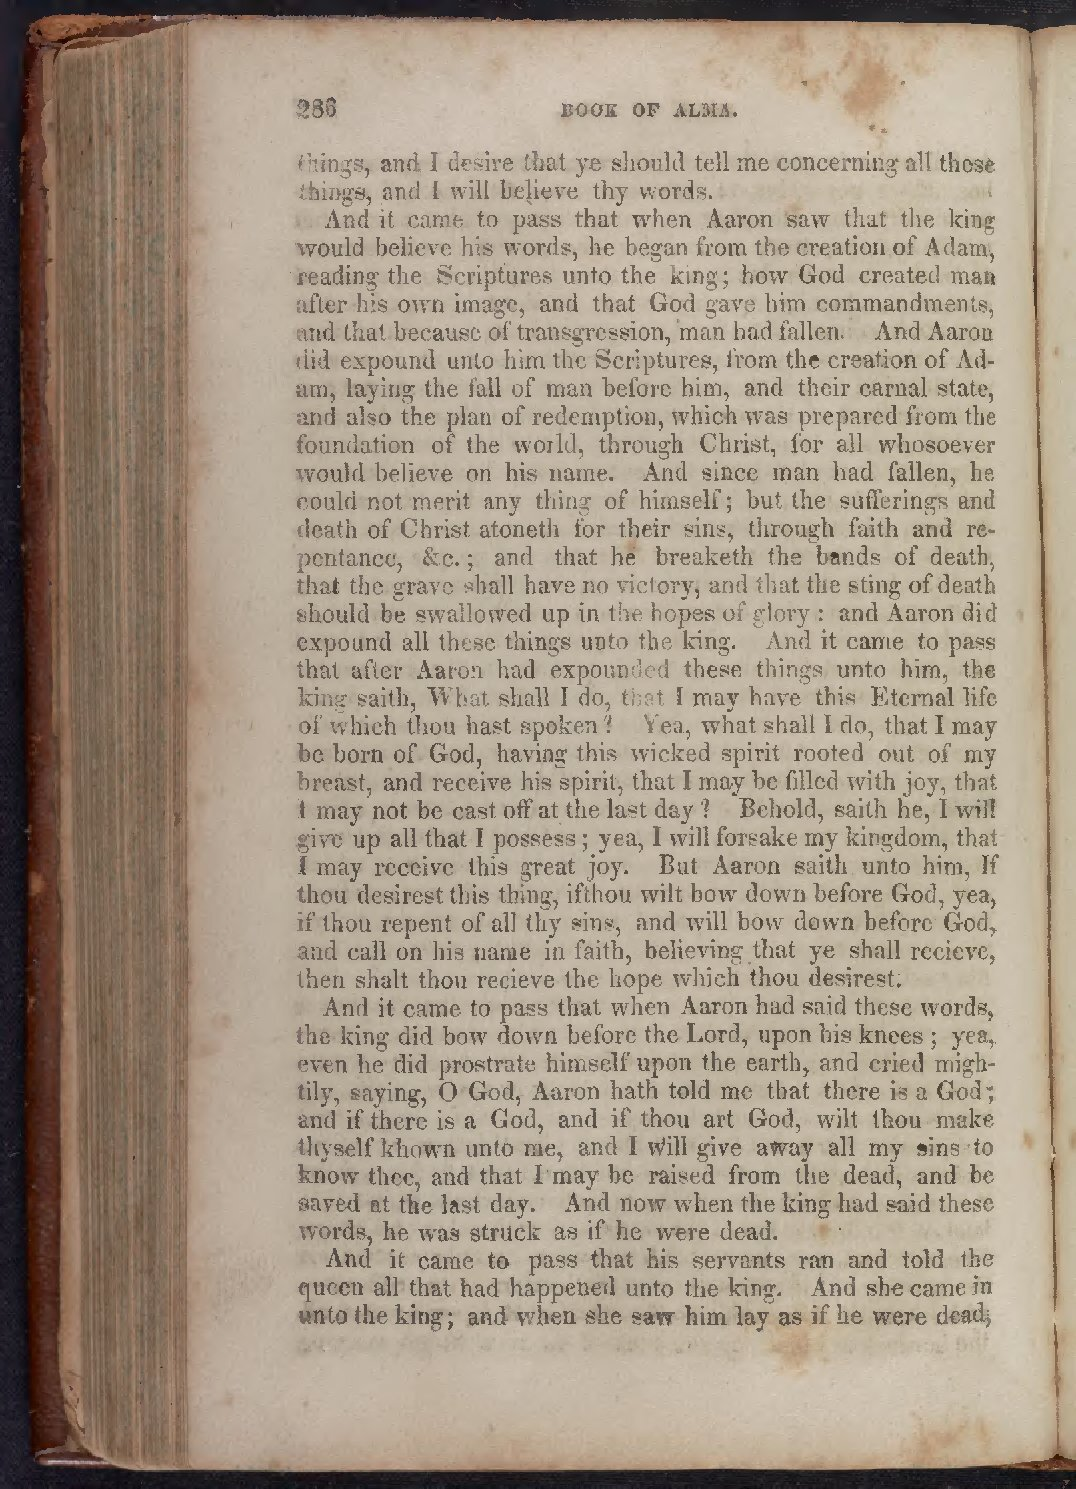 286 BOOK OF ALMA.
things, and I desire that ye should tell me concerning all those
things, and I will believe thy words.
And it came to pass that when Aaron saw that the king
would believe his words, he began from the creation of Adam,
reading the Scriptures unto the king; how God created man
after his own image, and that God gave him commandments,
and that because of transgression, man had fallen. And Aaron
did expound unto him the Scriptures, from the creation of Ad-
am, laying the fall of man before him, and their carnal state,
and also the plan of redemption, which was prepared from the
foundation of the world, through Christ, for all whosoever
would believe on his name. And since man had fallen, he
could not merit any thing of himself; but the sufferings and
death of Christ atoneth for their sins, through faith and re-
pentance, &c.; and that he breaketh the bands of death,
that the grave shall have no victory, and that the sting of death
should be swallowed up in the hopes of glory: and Aaron did
expound all these things unto the king. And it came to pass
that after Aaron had expounded these things unto him, the
king saith, What shall I do, that I may have this Eternal life
of which thou hast spoken? Yea, what shall I do, that I may
be born of God, having this wicked spirit rooted out of my
breast, and receive his spirit, that I may be filled with joy, that
I may not be cast off at the last day? Behold, saith he, I will
give up all that I possess; yea, I will forsake my kingdom, that
I may receive this great joy. But Aaron saith unto him, If
thou desirest this thing, ifthou wilt bow down before God, yea,
if thou repent of all thy sins, and will bow down before God,
and call on his name in faith, believing that ye shall recieve,
then shalt thou recieve the hope which thou desirest.
And it came to pass that when Aaron had said these words,
the king did bow down before the Lord, upon his knees; yea,
even he did prostrate himself upon the earth, and cried migh-
tily, saying, O God, Aaron hath told me that there is a God;
and if there is a God, and if thou art God, wilt thou make
thyself khown unto me, and I will give away all my sins to
know thee, and that I may be raised from the dead, and be
saved at the last day. And now when the king had said these
words, he was struck as if he were dead.
And it came to pass that his servants ran and told the
queen all that had happened unto the king. And she came in
unto the king; and when she saw him lay as if he were dead,